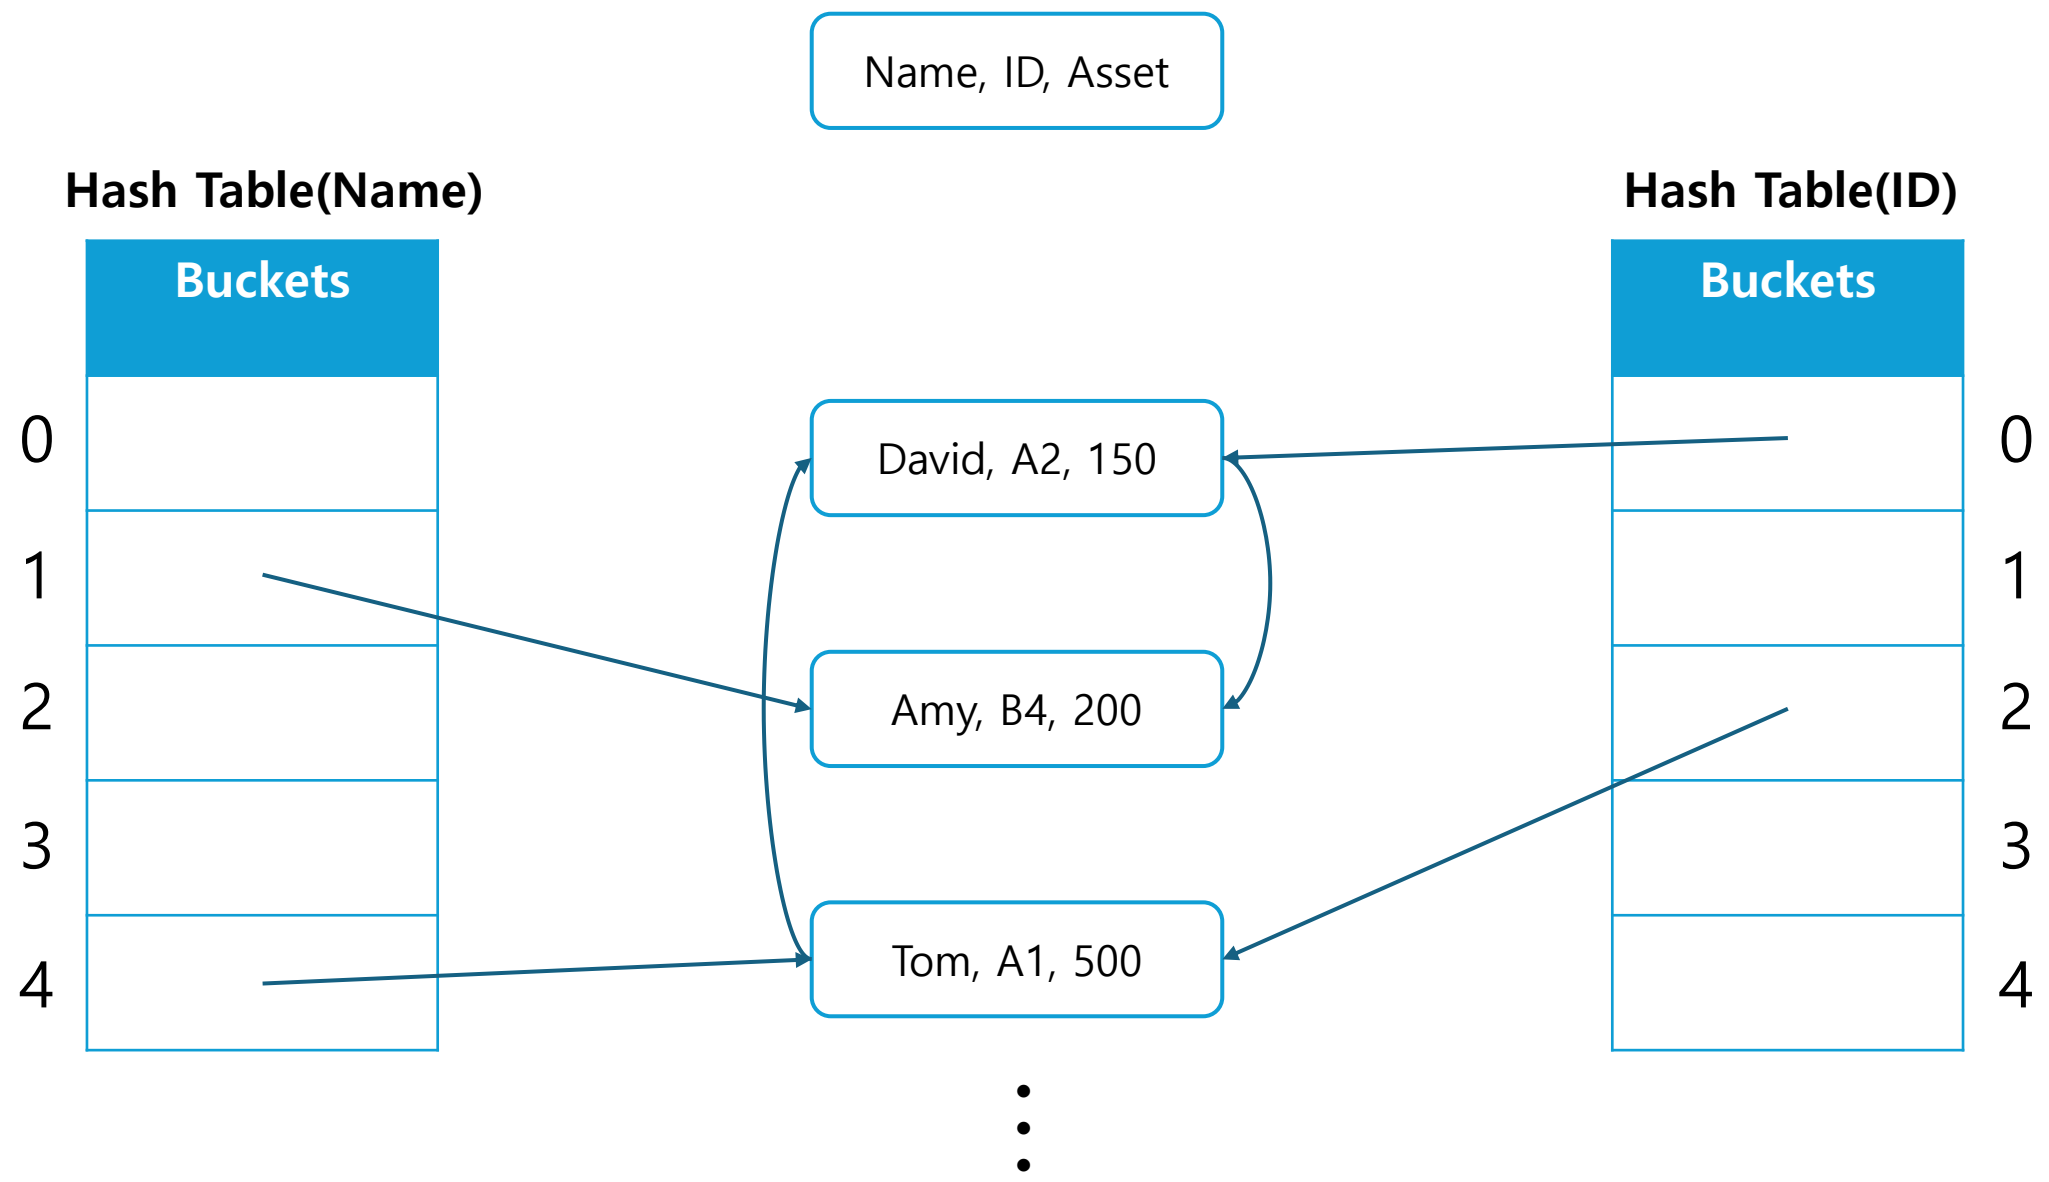 Name, ID, Asset
Hash Table(Name)
Hash Table(ID)
Buckets
Buckets
0
David, A2, 150
0
1
1
2
Amy, B4, 200
2
3
3
4
Tom, A1, 500
4